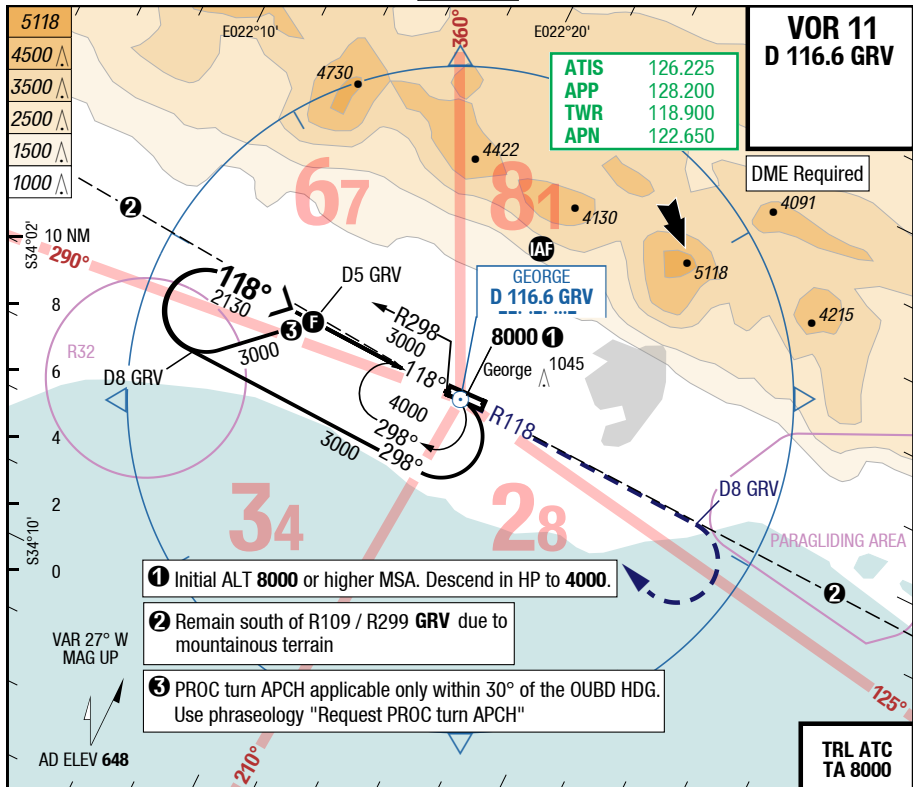 5118
4500
3500
2500
1500
1000
E022°10'
360°
E022°20'
VOR 11
D 116.6 GRV
ATIS 126.225
APP 128.200
TWR 118.900
APN 122.650
DME Required
4730
4422
4130
4091
5118
4215
67
81
2
S34°02'
10 NM
290°
118°
2130
D5 GRV
IAF
GEORGE
D 116.6 GRV
R298
3000
8000 1
George 1045
3 F
3000
8
R32
D8 GRV
6
118°
4000
298°
298°
3000
R118
4
D8 GRV
2
34
28
S34°10'
0
PARAGLIDING AREA
2
1 Initial ALT 8000 or higher MSA. Descend in HP to 4000.
2 Remain south of R109 / R299 GRV due to
mountainous terrain
3 PROC turn APCH applicable only within 30° of the OUBD HDG.
Use phraseology "Request PROC turn APCH"
VAR 27° W
MAG UP
AD ELEV 648
210°
125°
TRL ATC
TA 8000